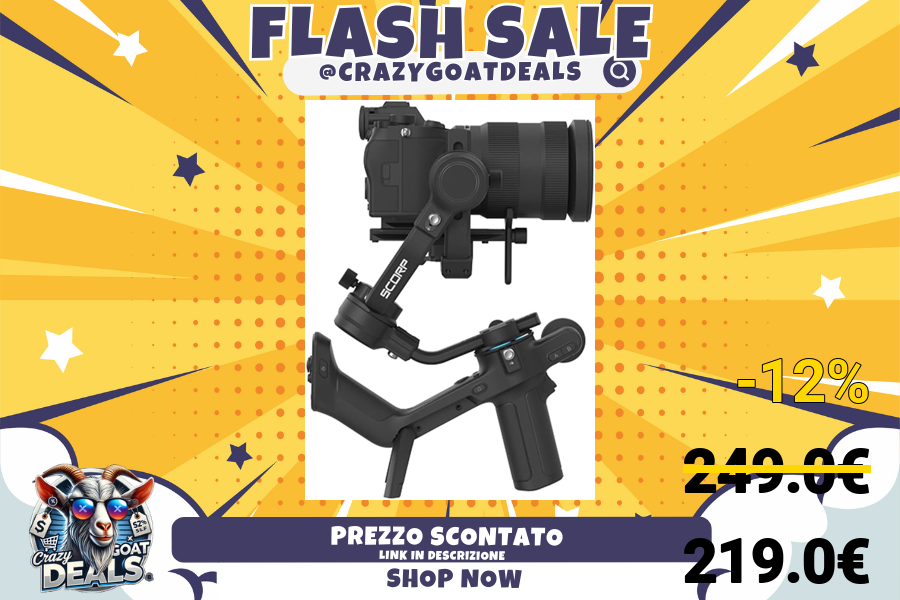 FLASH SALE
@CRAZYGOATDEALS
SCORP
-12%
249.0€
219.0€
PREZZO SCONTATO
LINK IN DESCRIZIONE
SHOP NOW
$
52%
Crazy
GOAT
DEALS